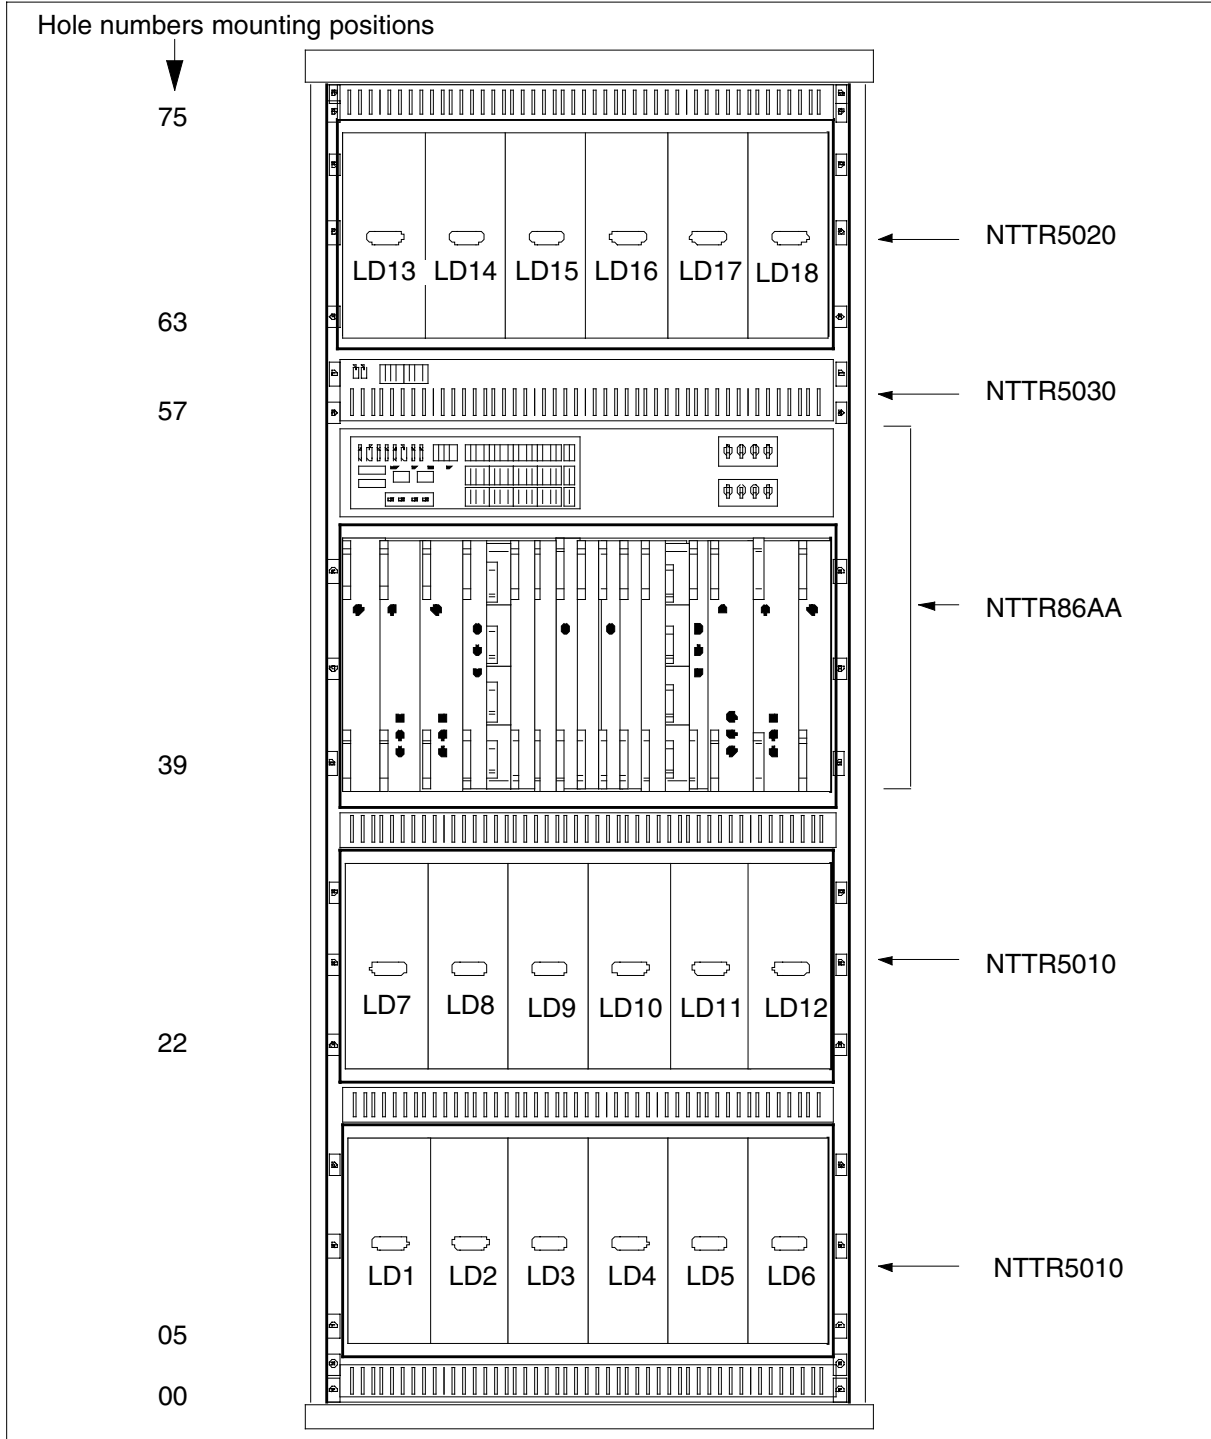 Hole numbers mounting positions
75
LD13 LD14 LD15 LD16 LD17 LD18
NTTR5020
63
57
NTTR5030
NTTR86AA
39
LD7 LD8 LD9 LD10 LD11 LD12
NTTR5010
22
LD1 LD2 LD3 LD4 LD5 LD6
NTTR5010
05
00